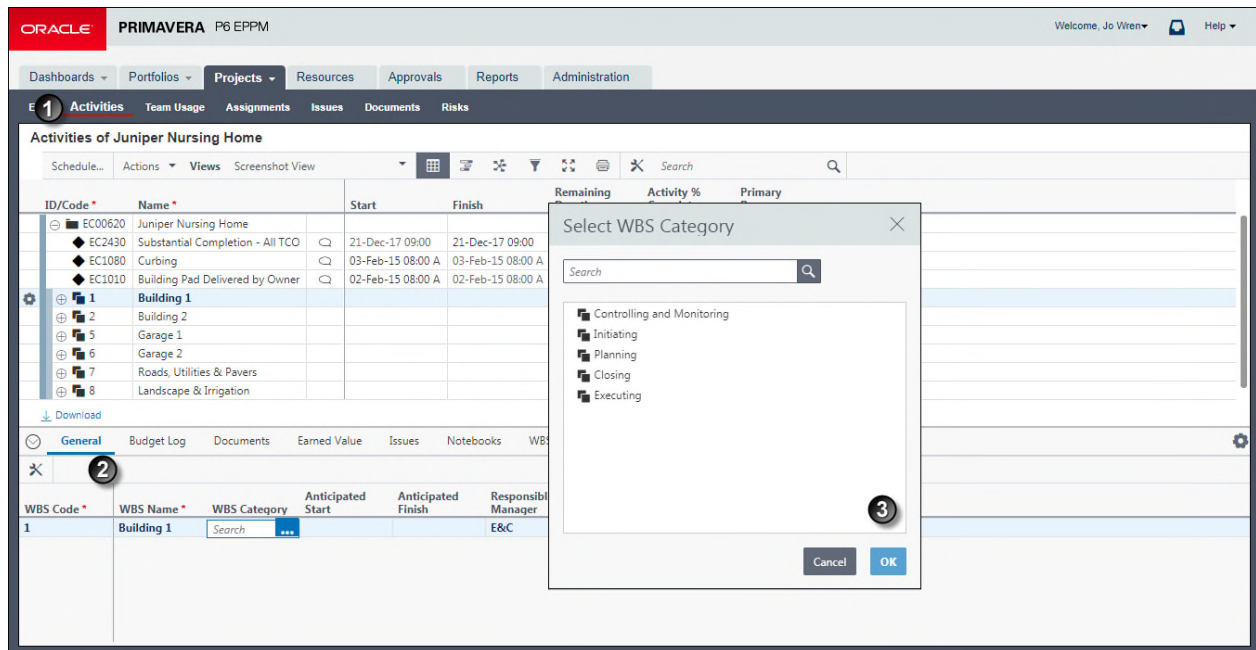 ORACLE PRIMAVERA P6 EPPM Welcome, Jo Wren Help
Dashboards Portfolios Projects Resources Approvals Reports Administration
E 1 Activities Team Usage Assignments Issues Documents Risks
Activities of Juniper Nursing Home
Schedule... Actions Views Screenshot View Search
ID/Code * Name * Start Finish Remaining Activity % Primary
EC00620 Juniper Nursing Home
EC2430 Substantial Completion - All TCO 21-Dec-17 09:00 21-Dec-17 09:00
EC1080 Curbing 03-Feb-15 08:00 A 03-Feb-15 08:00 A
EC1010 Building Pad Delivered by Owner 02-Feb-15 08:00 A 02-Feb-15 08:00 A
1 Building 1
2 Building 2
5 Garage 1
6 Garage 2
7 Roads, Utilities & Pavers
8 Landscape & Irrigation
Download
General Budget Log Documents Earned Value Issues Notebooks WBS
2
WBS Code * WBS Name * WBS Category Anticipated Start Anticipated Finish Responsibl Manager
1 Building 1 Search ... E&C
Select WBS Category
Search
Controlling and Monitoring
Initiating
Planning
Closing
Executing
3
Cancel OK